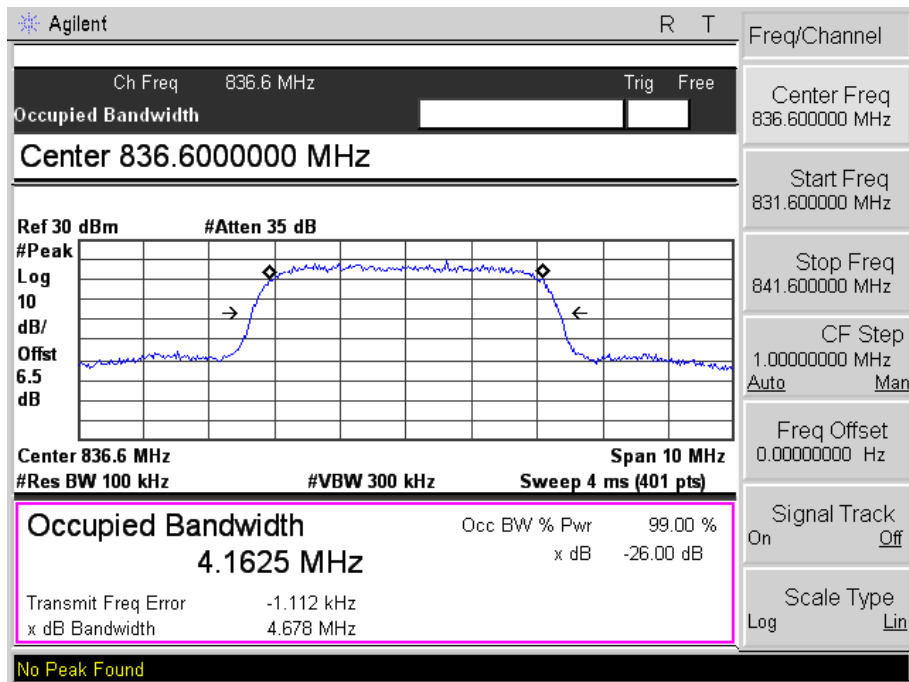 Agilent R T
Ch Freq 836.6 MHz Trig Free
Occupied Bandwidth
Center 836.6000000 MHz
Ref 30 dBm #Atten 35 dB
#Peak
Log
10
dB/
Offst
6.5
dB
Center 836.6 MHz Span 10 MHz
#Res BW 100 kHz #VBW 300 kHz Sweep 4 ms (401 pts)
Occupied Bandwidth
4.1625 MHz
Occ BW % Pwr 99.00 %
x dB -26.00 dB
Transmit Freq Error -1.112 kHz
x dB Bandwidth 4.678 MHz
No Peak Found
Freq/Channel
Center Freq
836.600000 MHz
Start Freq
831.600000 MHz
Stop Freq
841.600000 MHz
CF Step
1.00000000 MHz
Auto Man
Freq Offset
0.00000000 Hz
Signal Track
On Off
Scale Type
Log Lin